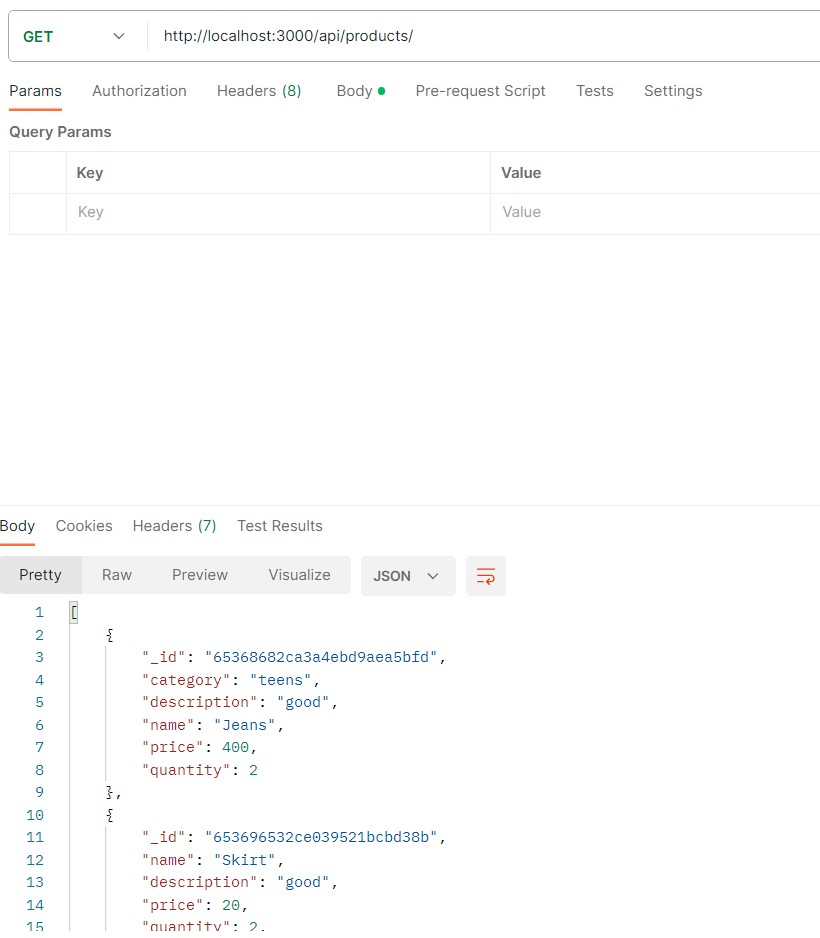 GET http://localhost:3000/api/products/
Params Authorization Headers (8) Body Pre-request Script Tests Settings
Query Params
Key Value
Key Value
Body Cookies Headers (7) Test Results
Pretty Raw Preview Visualize JSON
1 [
2 {
3 "_id": "65368682ca3a4ebd9aea5bfd",
4 "category": "teens",
5 "description": "good",
6 "name": "Jeans",
7 "price": 400,
8 "quantity": 2
9 },
10 {
11 "_id": "653696532ce039521bcbd38b",
12 "name": "Skirt",
13 "description": "good",
14 "price": 20,
15 "quantity": 2,